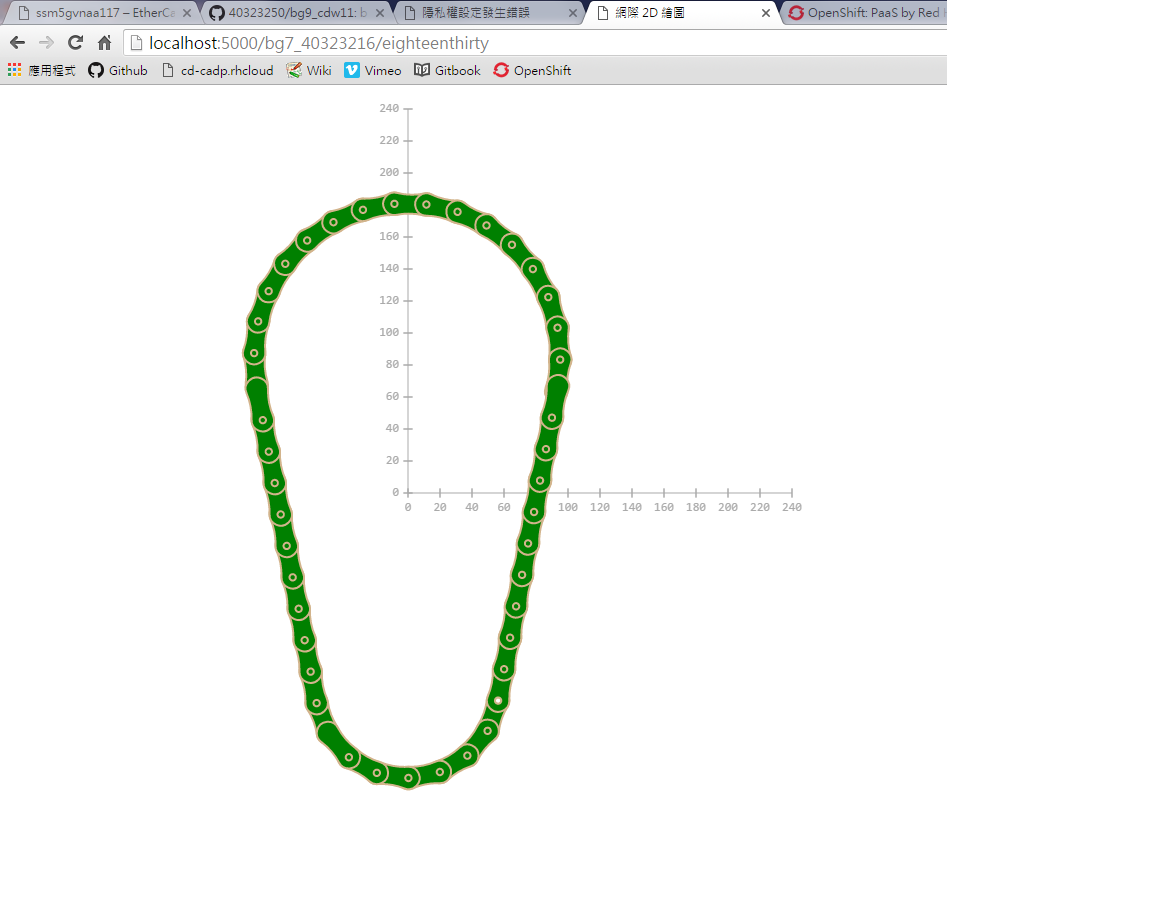 ssm5gvnaa117 – EtherCa
40323250/bg9_cdw11: b
隱私權設定發生錯誤
網際 2D 繪圖
OpenShift: PaaS by Red H
localhost:5000/bg7_40323216/eighteenthirty
應用程式 Github cd-cadp.rhcloud Wiki Vimeo Gitbook OpenShift
240
220
200
160
140
120
100
80
60
40
20
0
0 20 40 60 100 120 140 160 180 200 220 240